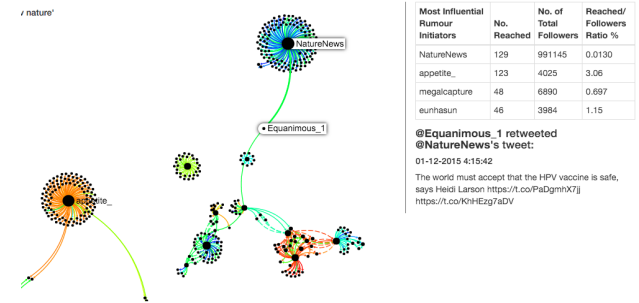 y nature'
NatureNews
Equanimous_1
appetite_
Most Influential Rumour Initiators | No. Reached | No. of Total Followers | Reached/ Followers Ratio %
NatureNews 129 991145 0.0130
appetite_ 123 4025 3.06
megalcapture 48 6890 0.697
eunhasun 46 3984 1.15
@Equanimous_1 retweeted
@NatureNews's tweet:
01-12-2015 4:15:42
The world must accept that the HPV vaccine is safe,
says Heidi Larson https://t.co/PaDgmhX7jj
https://t.co/KhHEzg7aDV